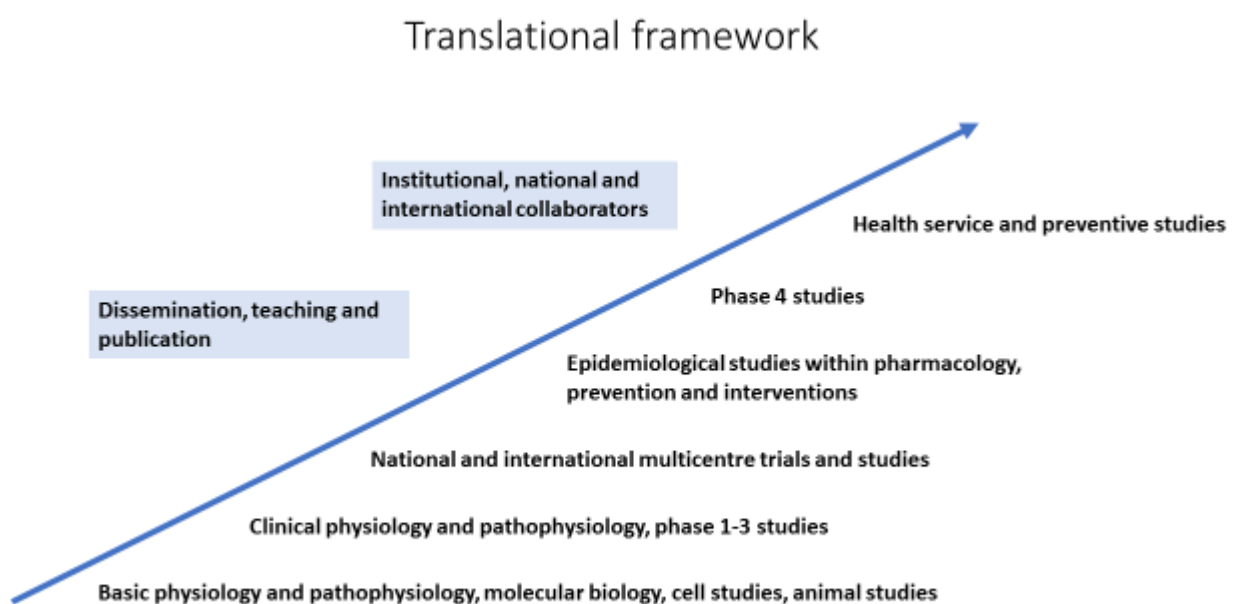 Translational framework
Institutional, national and
international collaborators
Health service and preventive studies
Phase 4 studies
Dissemination, teaching and
publication
Epidemiological studies within pharmacology,
prevention and interventions
National and international multicentre trials and studies
Clinical physiology and pathophysiology, phase 1-3 studies
Basic physiology and pathophysiology, molecular biology, cell studies, animal studies